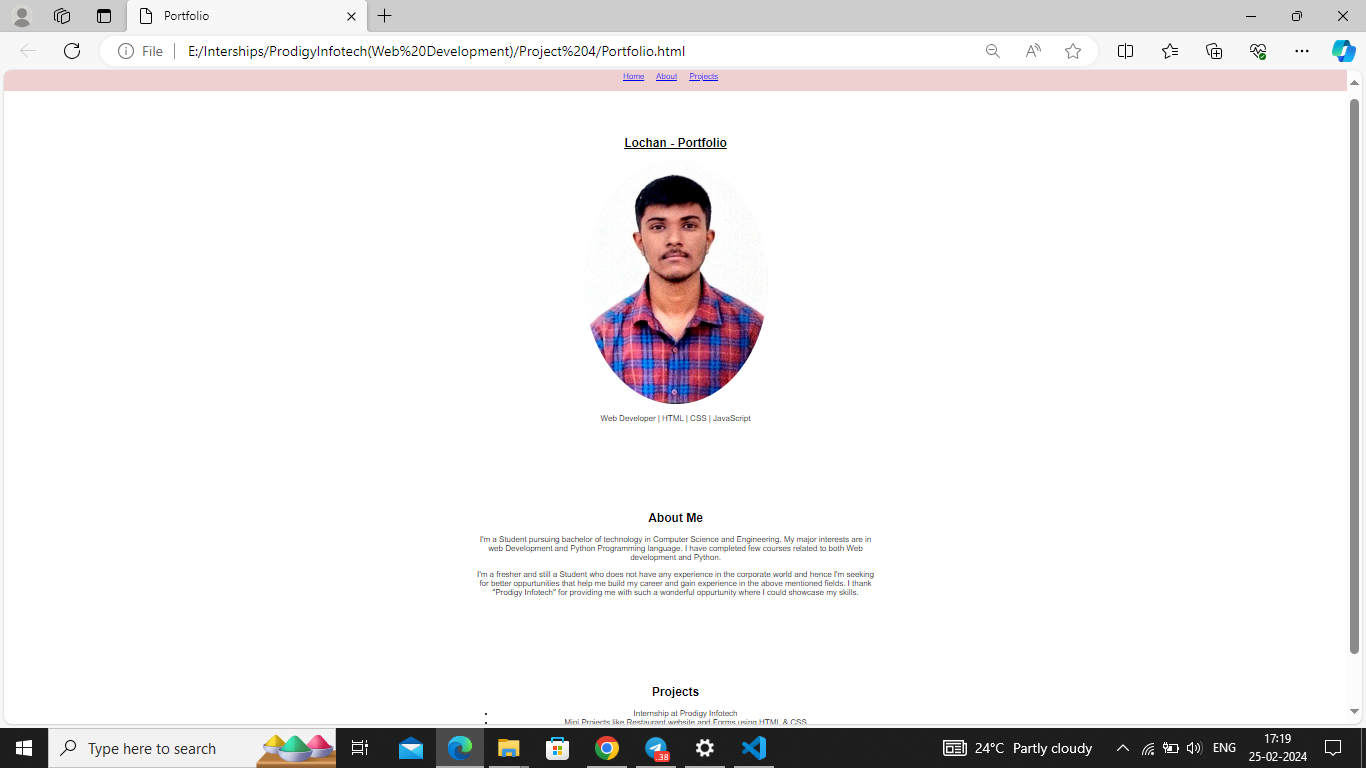 Portfolio
File
E:/Interships/ProdigyInfotech(Web%20Development)/Project%204/Portfolio.html
Home About Projects
Lochan - Portfolio
Web Developer | HTML | CSS | JavaScript
About Me
I'm a Student pursuing bachelor of technology in Computer Science and Engineering. My major interests are in
web Development and Python Programming language. I have completed few courses related to both Web
development and Python.
I'm a fresher and still a Student who does not have any experience in the corporate world and hence I'm seeking
for better oppurtunities that help me build my career and gain experience in the above mentioned fields. I thank
"Prodigy Infotech" for providing me with such a wonderful oppurtunity where I could showcase my skills.
Projects
Internship at Prodigy Infotech
Mini Projects like Restaurant website and Forms using HTML & CSS
Type here to search
.38
24°C Partly cloudy
ENG
17:19
25-02-2024